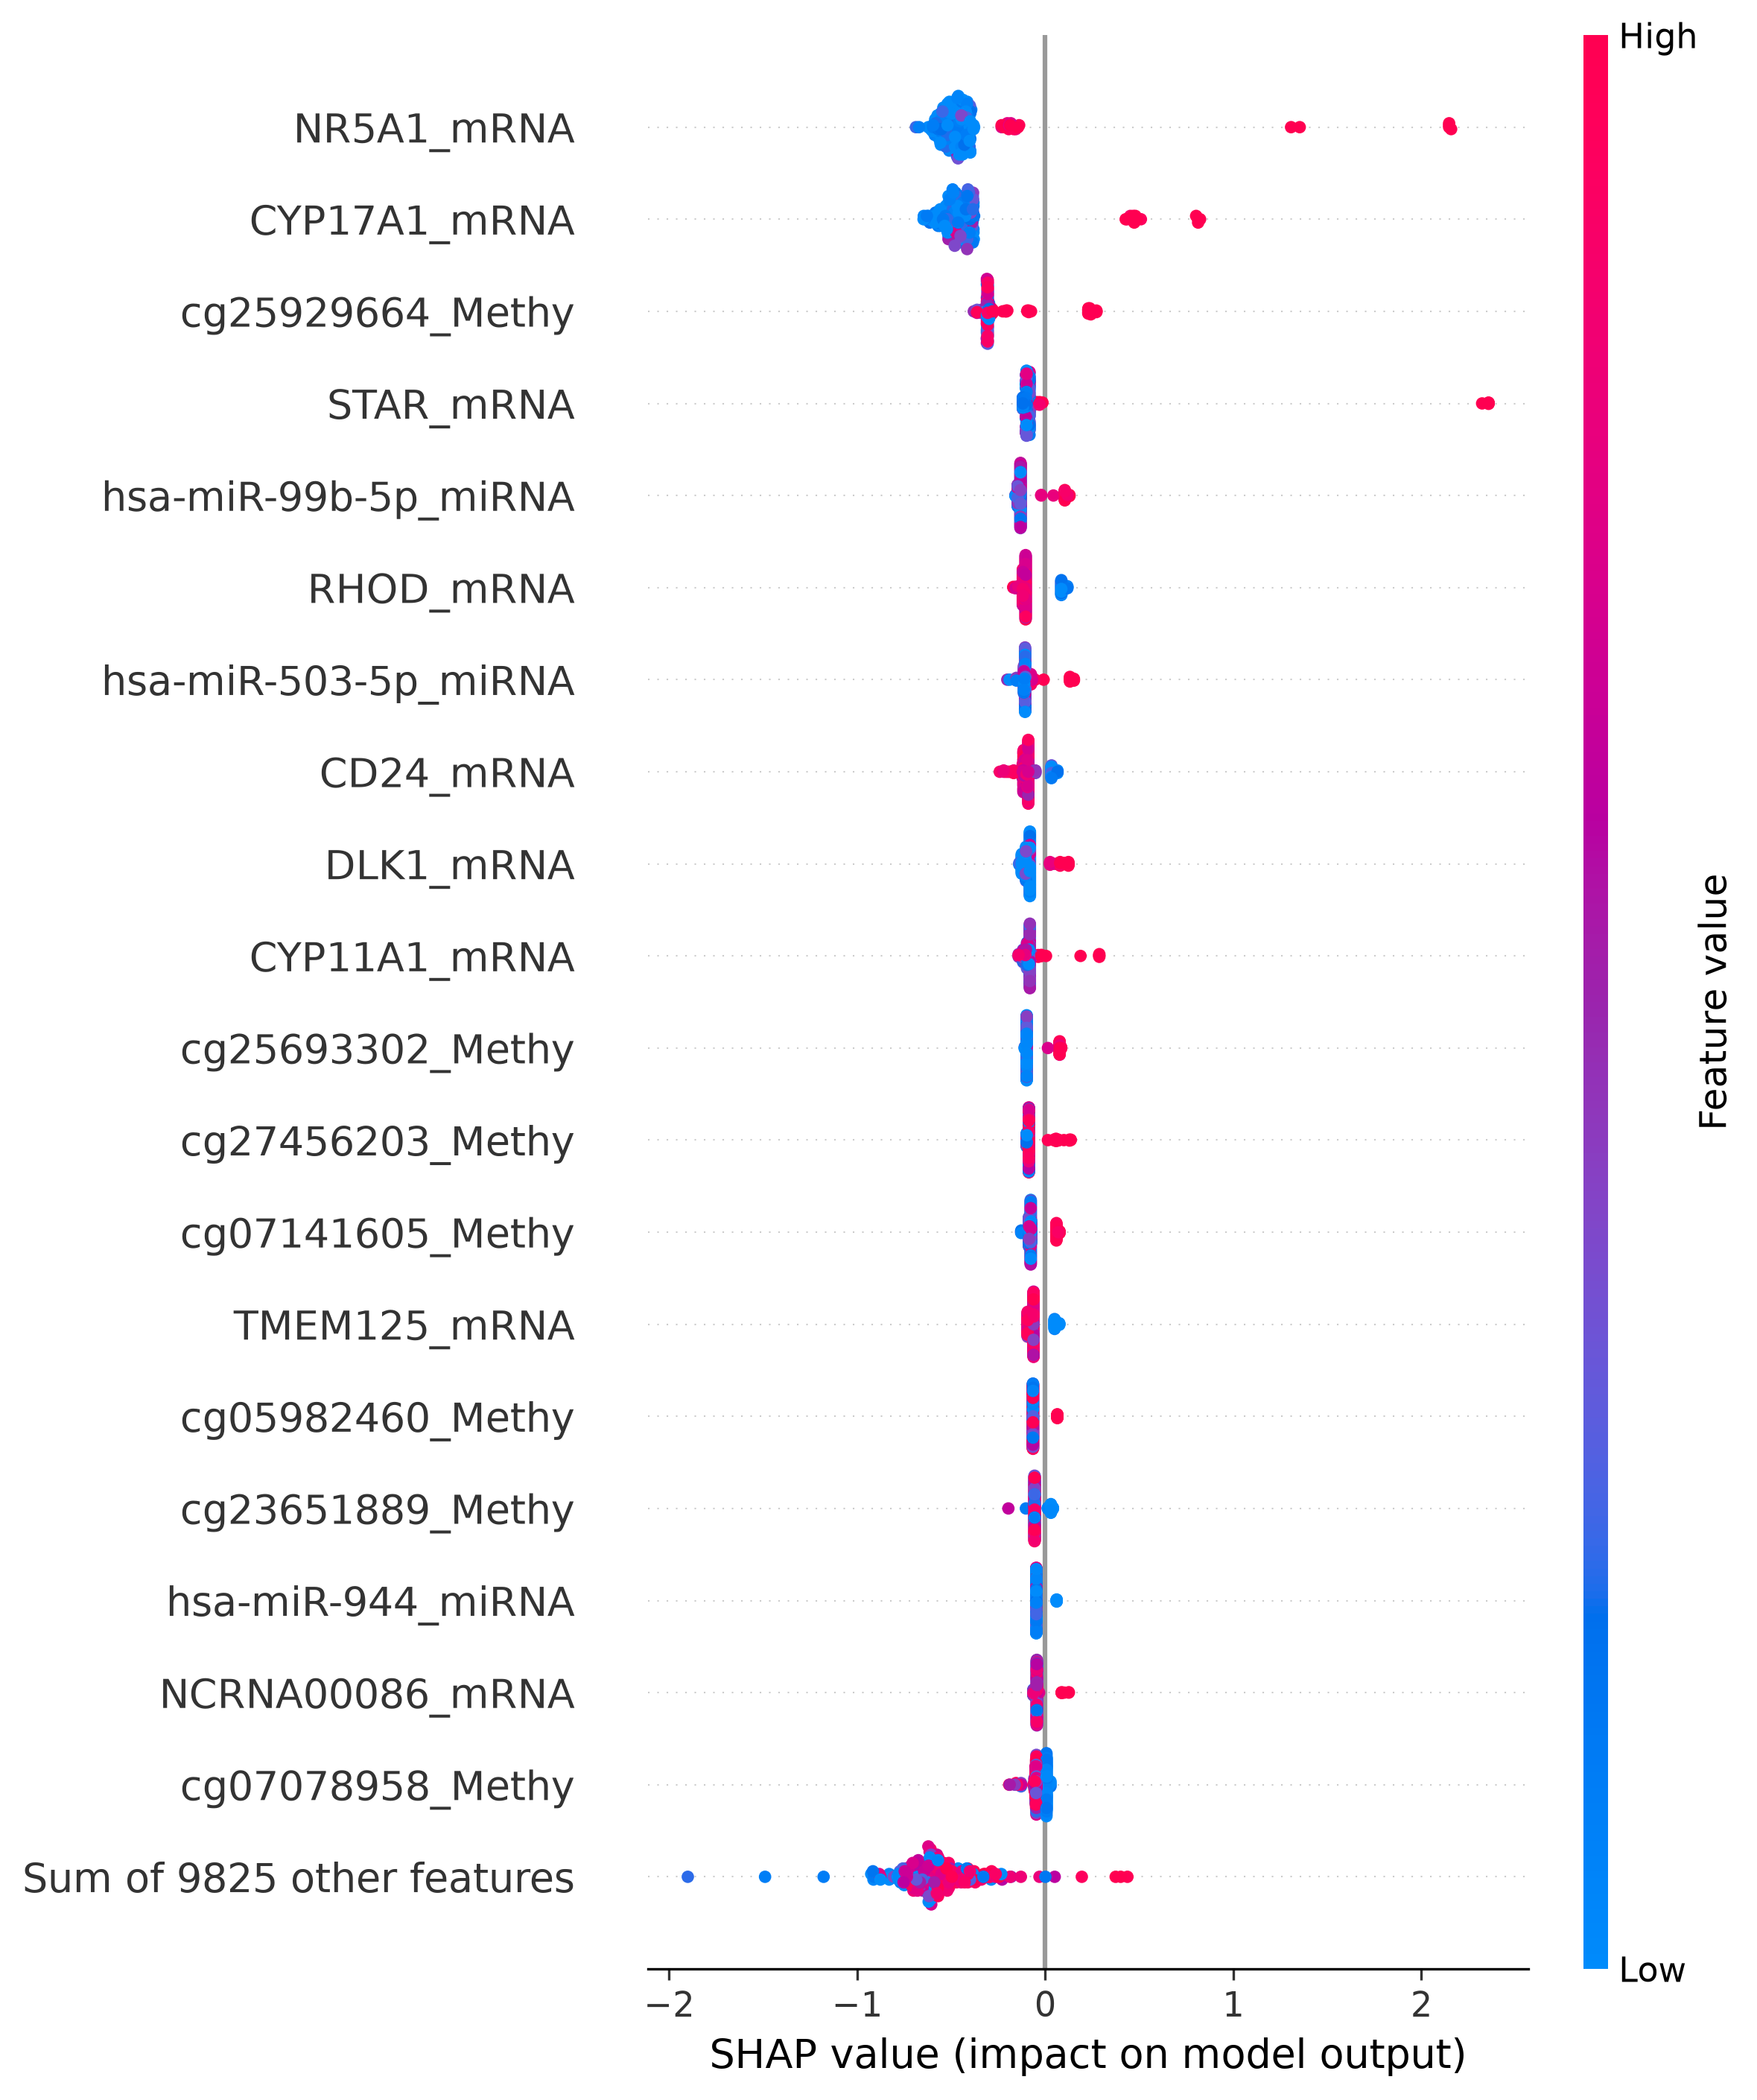 High
NR5A1_mRNA
CYP17A1_mRNA
cg25929664_Methy
STAR_mRNA
hsa-miR-99b-5p_miRNA
RHOD_mRNA
hsa-miR-503-5p_miRNA
CD24_mRNA
DLK1_mRNA
CYP11A1_mRNA
cg25693302_Methy
cg27456203_Methy
cg07141605_Methy
TMEM125_mRNA
cg05982460_Methy
cg23651889_Methy
hsa-miR-944_miRNA
NCRNA00086_mRNA
cg07078958_Methy
Sum of 9825 other features
Feature value
Low
−2 −1 0 1 2
SHAP value (impact on model output)